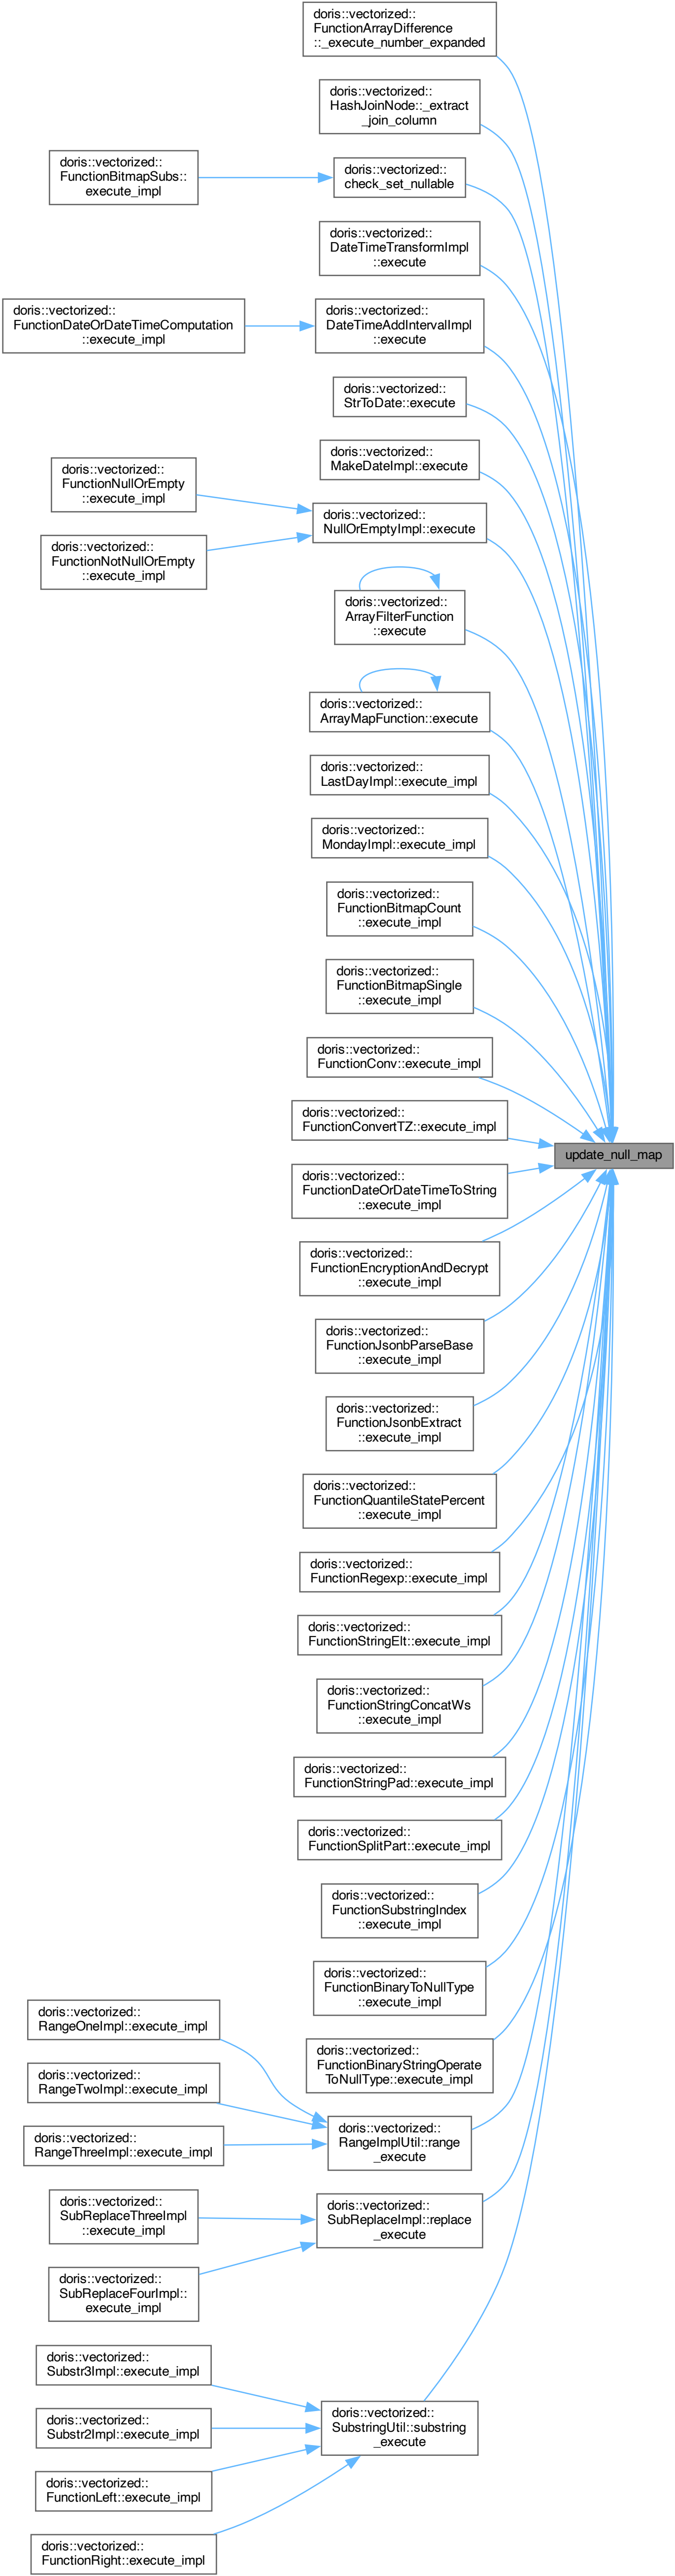 doris::vectorized::
FunctionArrayDifference
::_execute_number_expanded
doris::vectorized::
HashJoinNode::_extract
_join_column
doris::vectorized::
FunctionBitmapSubs::
execute_impl
doris::vectorized::
check_set_nullable
doris::vectorized::
DateTimeTransformImpl
::execute
doris::vectorized::
FunctionDateOrDateTimeComputation
::execute_impl
doris::vectorized::
DateTimeAddIntervalImpl
::execute
doris::vectorized::
StrToDate::execute
doris::vectorized::
MakeDateImpl::execute
doris::vectorized::
FunctionNullOrEmpty
::execute_impl
doris::vectorized::
NullOrEmptyImpl::execute
doris::vectorized::
FunctionNotNullOrEmpty
::execute_impl
doris::vectorized::
ArrayFilterFunction
::execute
doris::vectorized::
ArrayMapFunction::execute
doris::vectorized::
LastDayImpl::execute_impl
doris::vectorized::
MondayImpl::execute_impl
doris::vectorized::
FunctionBitmapCount
::execute_impl
doris::vectorized::
FunctionBitmapSingle
::execute_impl
doris::vectorized::
FunctionConv::execute_impl
doris::vectorized::
FunctionConvertTZ::execute_impl
update_null_map
doris::vectorized::
FunctionDateOrDateTimeToString
::execute_impl
doris::vectorized::
FunctionEncryptionAndDecrypt
::execute_impl
doris::vectorized::
FunctionJsonbParseBase
::execute_impl
doris::vectorized::
FunctionJsonbExtract
::execute_impl
doris::vectorized::
FunctionQuantileStatePercent
::execute_impl
doris::vectorized::
FunctionRegexp::execute_impl
doris::vectorized::
FunctionStringElt::execute_impl
doris::vectorized::
FunctionStringConcatWs
::execute_impl
doris::vectorized::
FunctionStringPad::execute_impl
doris::vectorized::
FunctionSplitPart::execute_impl
doris::vectorized::
FunctionSubstringIndex
::execute_impl
doris::vectorized::
FunctionBinaryToNullType
::execute_impl
doris::vectorized::
FunctionBinaryStringOperate
ToNullType::execute_impl
doris::vectorized::
RangeOneImpl::execute_impl
doris::vectorized::
RangeTwoImpl::execute_impl
doris::vectorized::
RangeThreeImpl::execute_impl
doris::vectorized::
RangeImplUtil::range
_execute
doris::vectorized::
SubReplaceThreeImpl
::execute_impl
doris::vectorized::
SubReplaceImpl::replace
_execute
doris::vectorized::
SubReplaceFourImpl::
execute_impl
doris::vectorized::
Substr3Impl::execute_impl
doris::vectorized::
Substr2Impl::execute_impl
doris::vectorized::
SubstringUtil::substring
_execute
doris::vectorized::
FunctionLeft::execute_impl
doris::vectorized::
FunctionRight::execute_impl